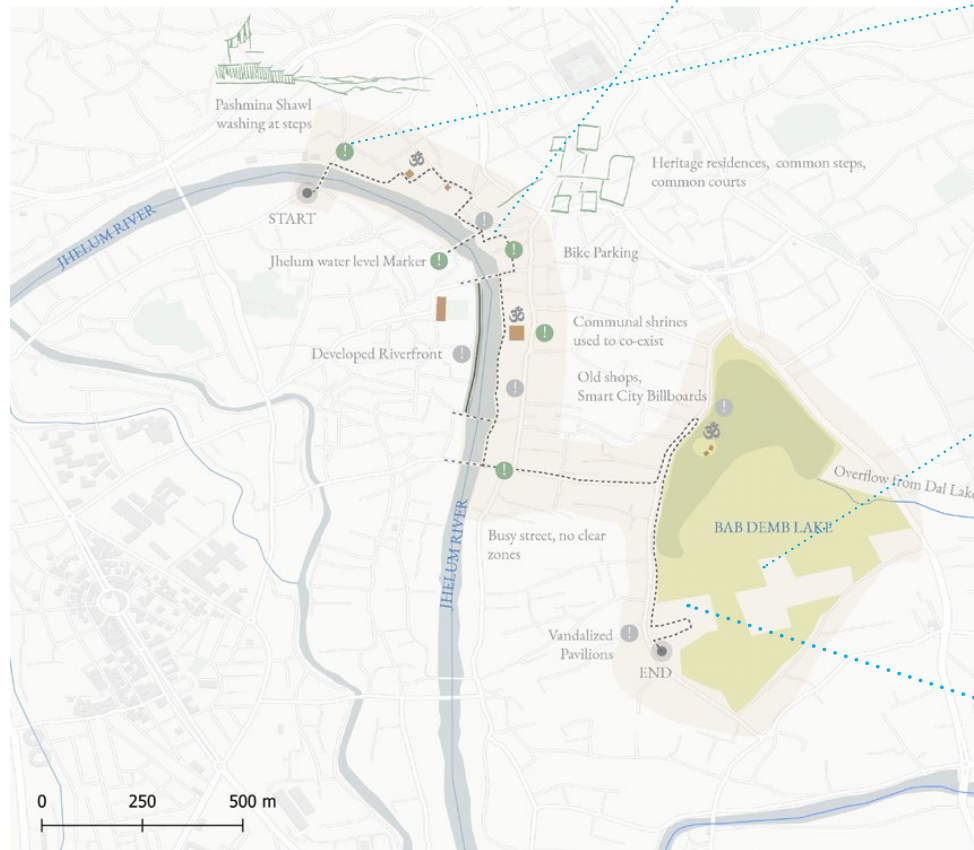 Pashmina Shawl
washing at steps
ॐ
Heritage residences, common steps,
common courts
START
JHELUM RIVER
!
Jhelum water level Marker
!
!
!
Bike Parking
ॐ
Communal shrines
used to co-exist
!
Developed Riverfront
!
!
Old shops,
Smart City Billboards
!
ॐ
!
Overflow from Dal Lake
BAB DEMB LAKE
JHELUM RIVER
Busy street, no clear
zones
Vandalized
Pavilions
!
END
0 250 500 m